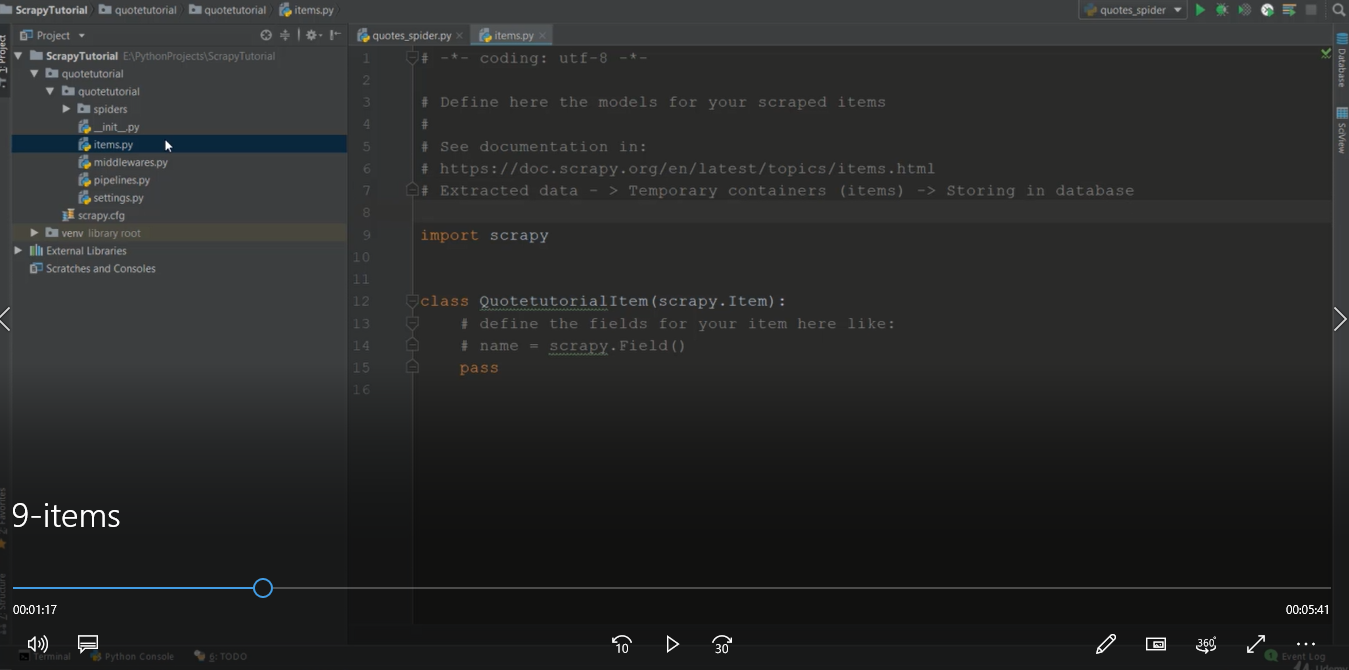 ScrapyTutorial quotetutorial quotetutorial items.py quotes_spider
Project quotes_spider.py items.py
1: Project
Database
SciView
ScrapyTutorial E:\PythonProjects\ScrapyTutorial
quotetutorial
quotetutorial
spiders
__init__.py
items.py
middlewares.py
pipelines.py
settings.py
scrapy.cfg
venv library root
External Libraries
Scratches and Consoles
1 # -*- coding: utf-8 -*-
2
3 # Define here the models for your scraped items
4 #
5 # See documentation in:
6 # https://doc.scrapy.org/en/latest/topics/items.html
7 # Extracted data - > Temporary containers (items) -> Storing in database
8
9 import scrapy
10
11
12 class QuotetutorialItem(scrapy.Item):
13 # define the fields for your item here like:
14 # name = scrapy.Field()
15 pass
16
2: Favorites
9-items
7: Structure
00:01:17 00:05:41
10 30 360°
Terminal Python Console 6: TODO 1 Event Log
Udemy